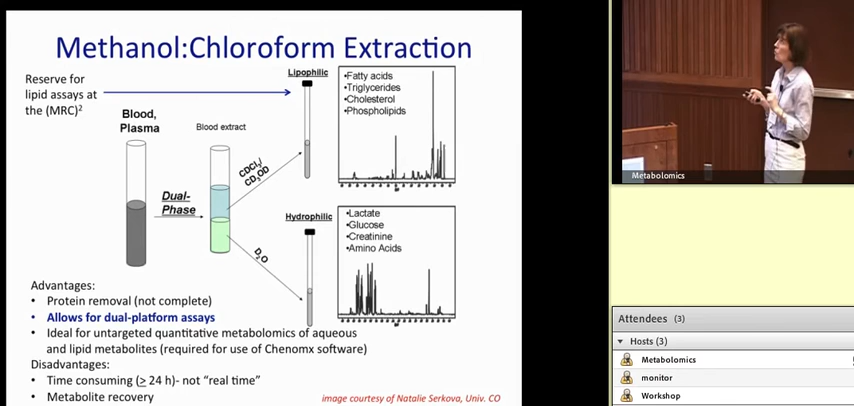 Methanol:Chloroform Extraction
Reserve for
lipid assays at
the (MRC)²
Blood,
Plasma
Blood extract
Dual-
Phase
CDCl₃/
CD₃OD
D₂O
Lipophilic
•Fatty acids
•Triglycerides
•Cholesterol
•Phospholipids
Hydrophilic
•Lactate
•Glucose
•Creatinine
•Amino Acids
Advantages:
• Protein removal (not complete)
• Allows for dual-platform assays
• Ideal for untargeted quantitative metabolomics of aqueous
and lipid metabolites (required for use of Chenomx software)
Disadvantages:
• Time consuming (≥ 24 h)- not “real time”
• Metabolite recovery
image courtesy of Natalie Serkova, Univ. CO
Metabolomics
Attendees (3)
Hosts (3)
Metabolomics
monitor
Workshop